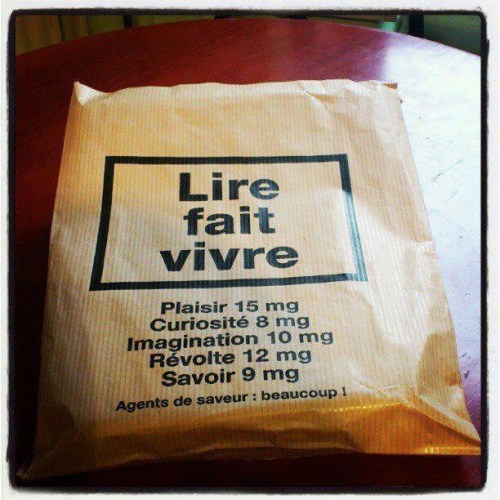 Lire
fait
vivre
Plaisir 15 mg
Curiosité 8 mg
Imagination 10 mg
Révolte 12 mg
Savoir 9 mg
Agents de saveur : beaucoup !